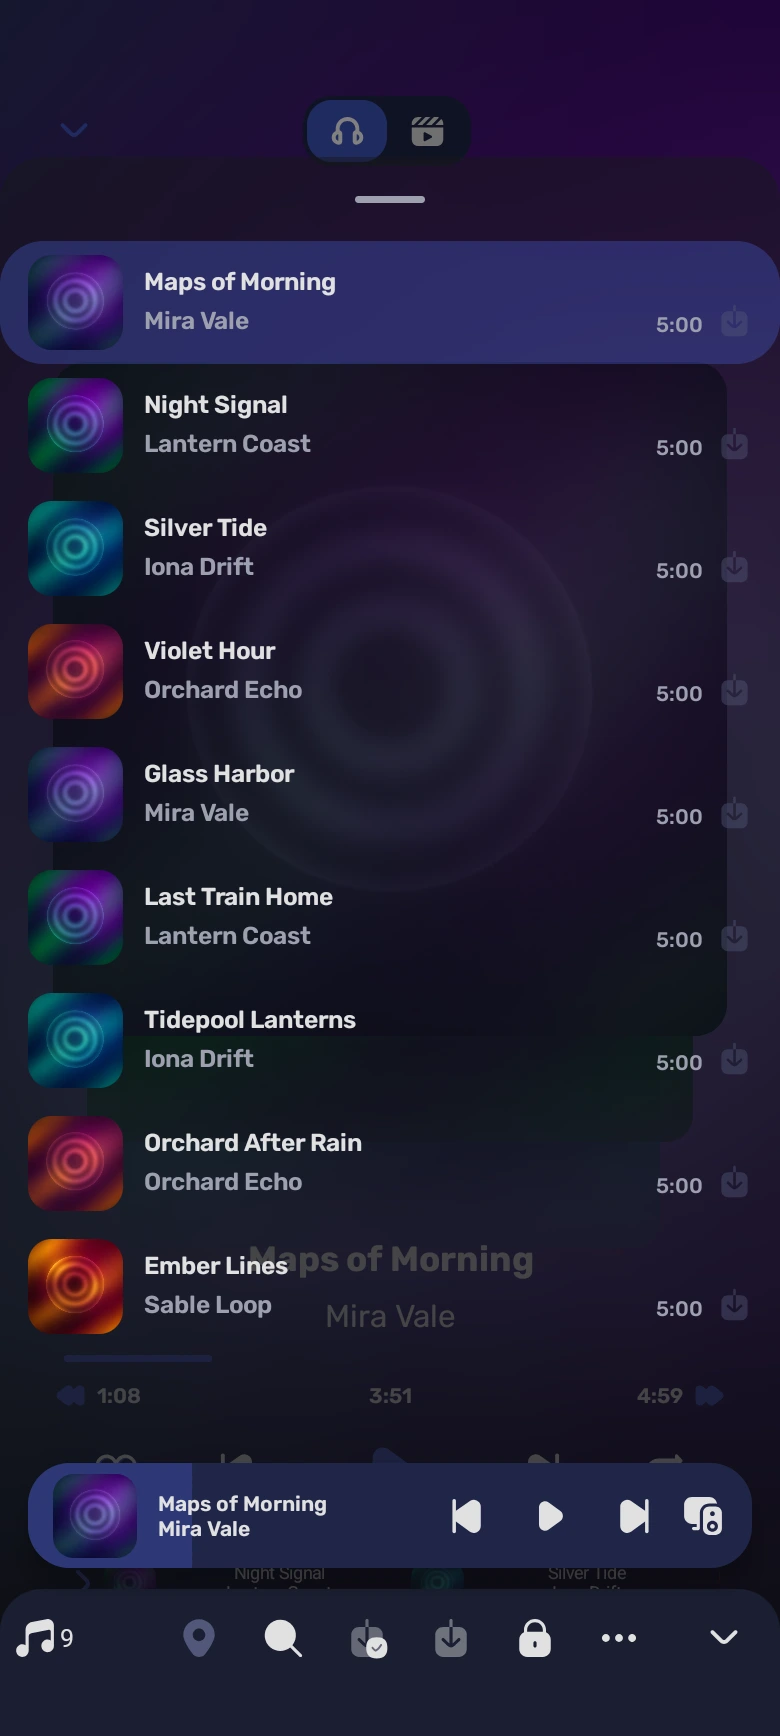 Maps of Morning
Mira Vale
5:00
Night Signal
Lantern Coast
5:00
Silver Tide
Iona Drift
5:00
Violet Hour
Orchard Echo
5:00
Glass Harbor
Mira Vale
5:00
Last Train Home
Lantern Coast
5:00
Tidepool Lanterns
Iona Drift
5:00
Orchard After Rain
Orchard Echo
5:00
Ember Lines
Sable Loop
5:00
Maps of Morning
Mira Vale
1:08
3:51
4:59
Maps of Morning
Mira Vale
Night Signal
Silver Tide
9